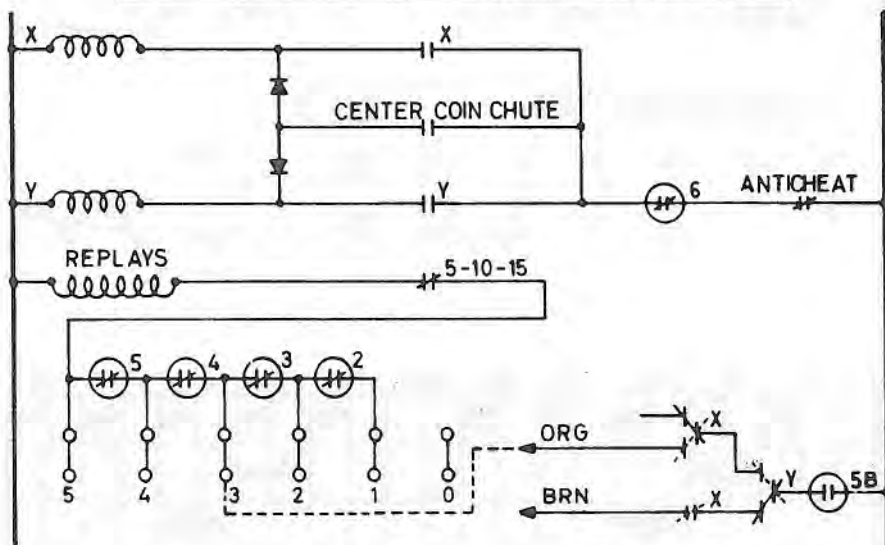 X X
CENTER COIN CHUTE
Y Y 6 ANTICHEAT
REPLAYS 5-10-15
5 4 3 2
ORG X
5 4 3 2 1 0
BRN X Y 5B